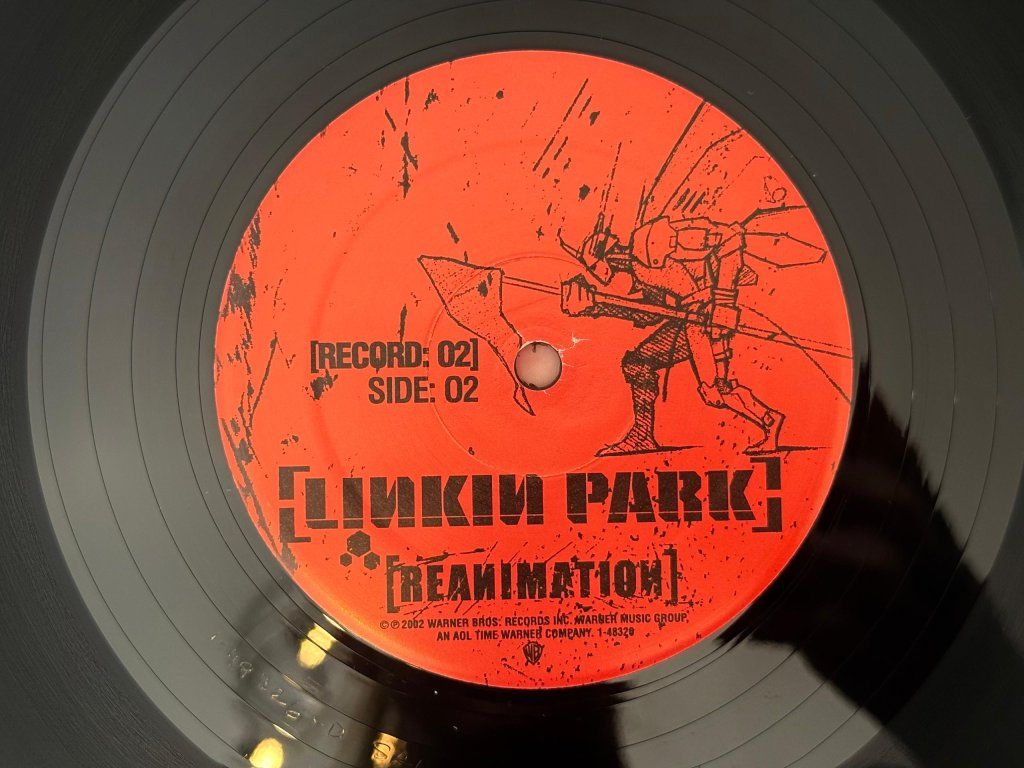 [RECORD: 02]
SIDE: 02
[LINKIN PARK]
[REANIMATION]
© ℗ 2002 WARNER BROS. RECORDS INC. WARNER MUSIC GROUP,
AN AOL TIME WARNER COMPANY. 1-48326
WB